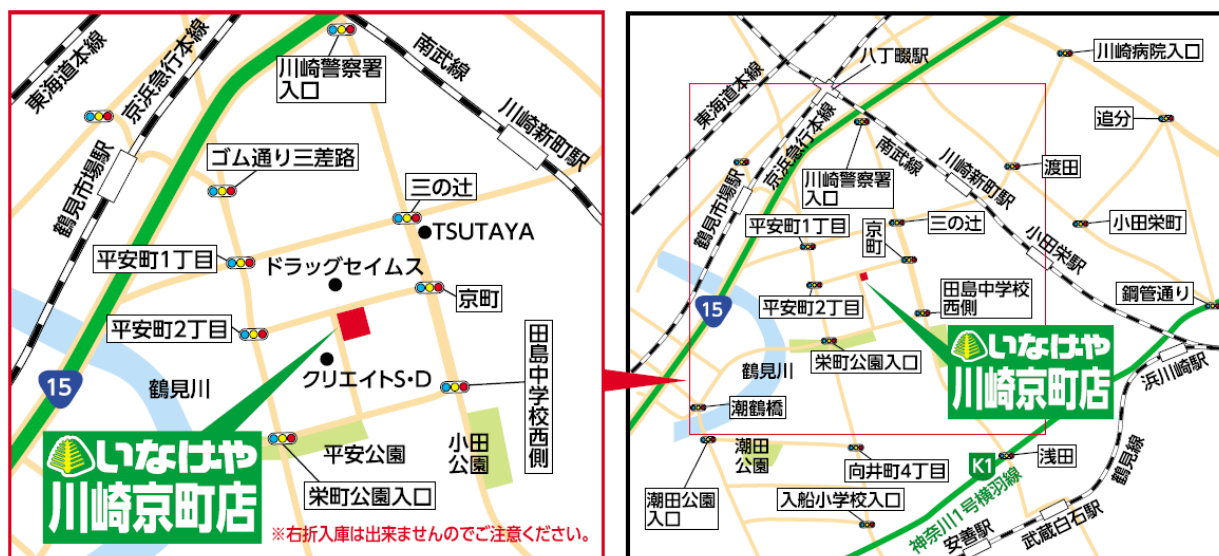 東海道本線
京浜急行本線
川崎警察署
入口
南武線
川崎新町駅
鶴見市場駅
ゴム通り三差路
三の辻
TSUTAYA
平安町1丁目
ドラッグセイムス
京町
平安町2丁目
クリエイトS・D
田島中学校西側
15
鶴見川
小田
公園
平安公園
栄町公園入口
いなげや
川崎京町店
※右折入庫は出来ませんのでご注意ください。
東海道本線
八丁畷駅
川崎病院入口
追分
京浜急行本線
南武線
川崎新町駅
渡田
鶴見市場駅
川崎警察署
入口
小田栄町
三の辻
平安町1丁目
京町
小田栄駅
平安町2丁目
田島中学校
西側
鋼管通り
15
栄町公園入口
いなげや
川崎京町店
鶴見川
浜川崎駅
潮鶴橋
潮田
公園
向井町4丁目
浅田
K1
鶴見線
潮田公園
入口
入船小学校入口
神奈川1号横羽線
武蔵白石駅
安善駅